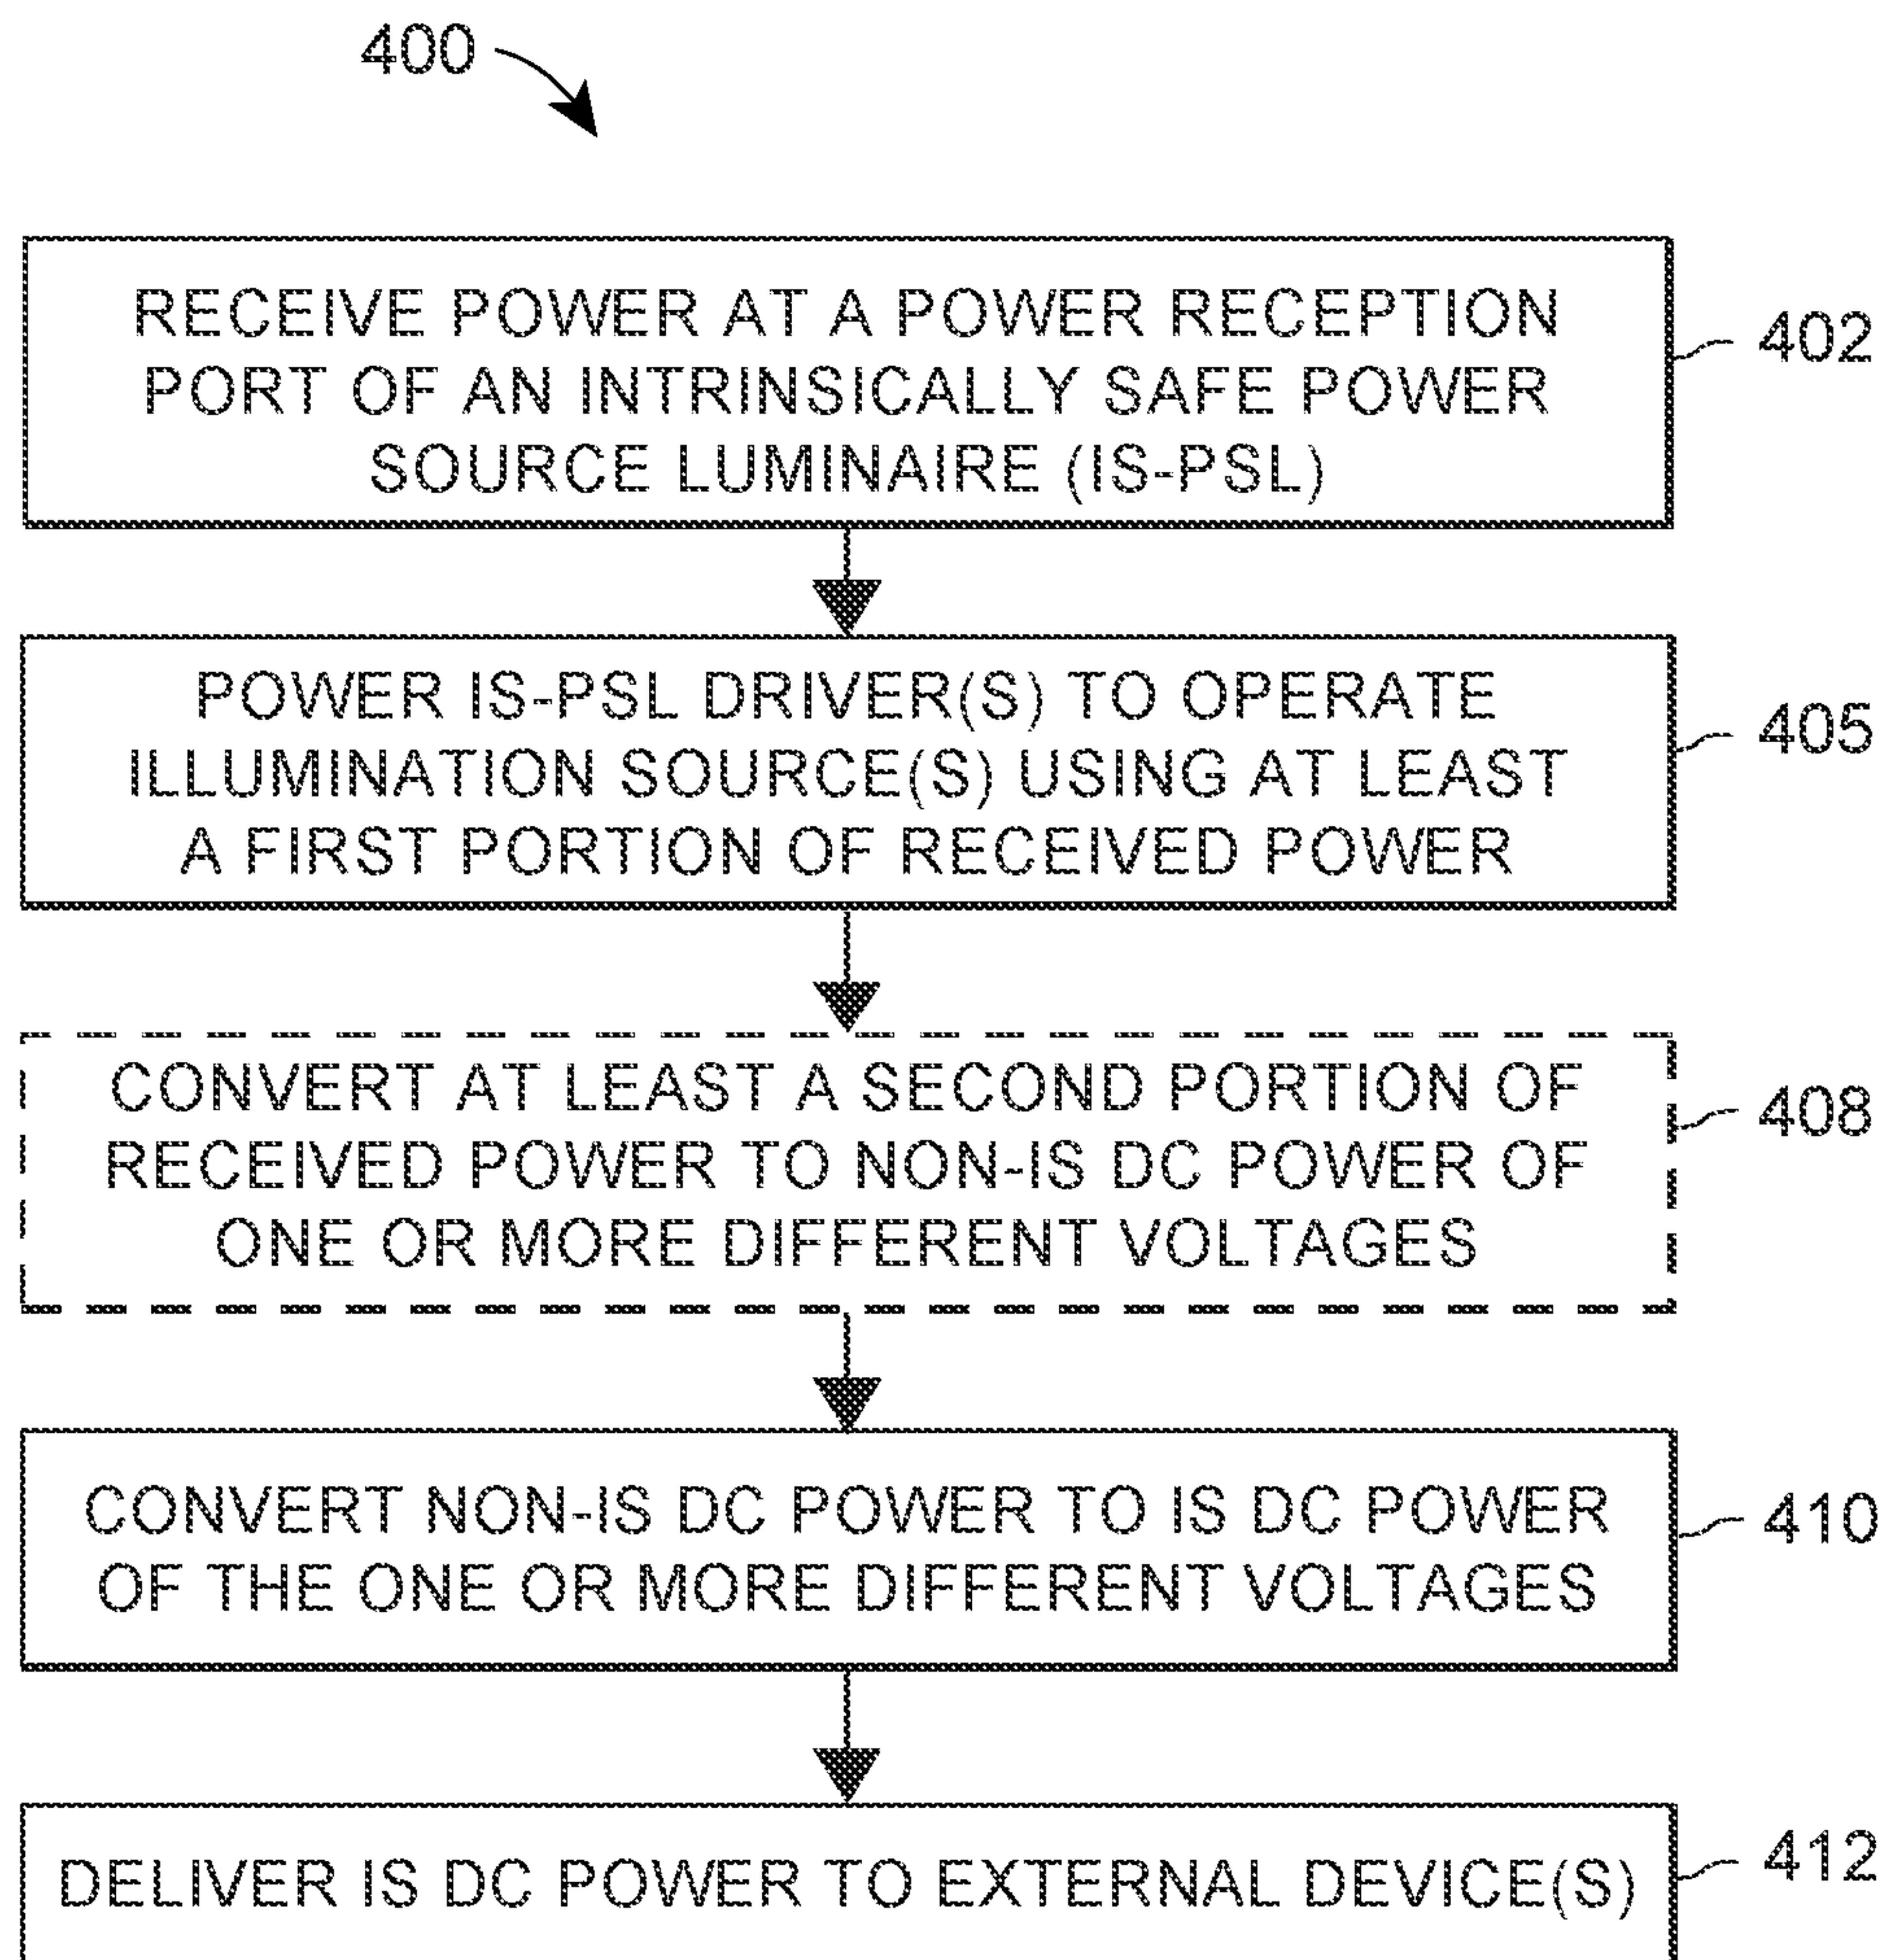 400
RECEIVE POWER AT A POWER RECEPTION
PORT OF AN INTRINSICALLY SAFE POWER
SOURCE LUMINAIRE (IS-PSL)
402
POWER IS-PSL DRIVER(S) TO OPERATE
ILLUMINATION SOURCE(S) USING AT LEAST
A FIRST PORTION OF RECEIVED POWER
405
CONVERT AT LEAST A SECOND PORTION OF
RECEIVED POWER TO NON-IS DC POWER OF
ONE OR MORE DIFFERENT VOLTAGES
408
CONVERT NON-IS DC POWER TO IS DC POWER
OF THE ONE OR MORE DIFFERENT VOLTAGES
410
DELIVER IS DC POWER TO EXTERNAL DEVICE(S)
412